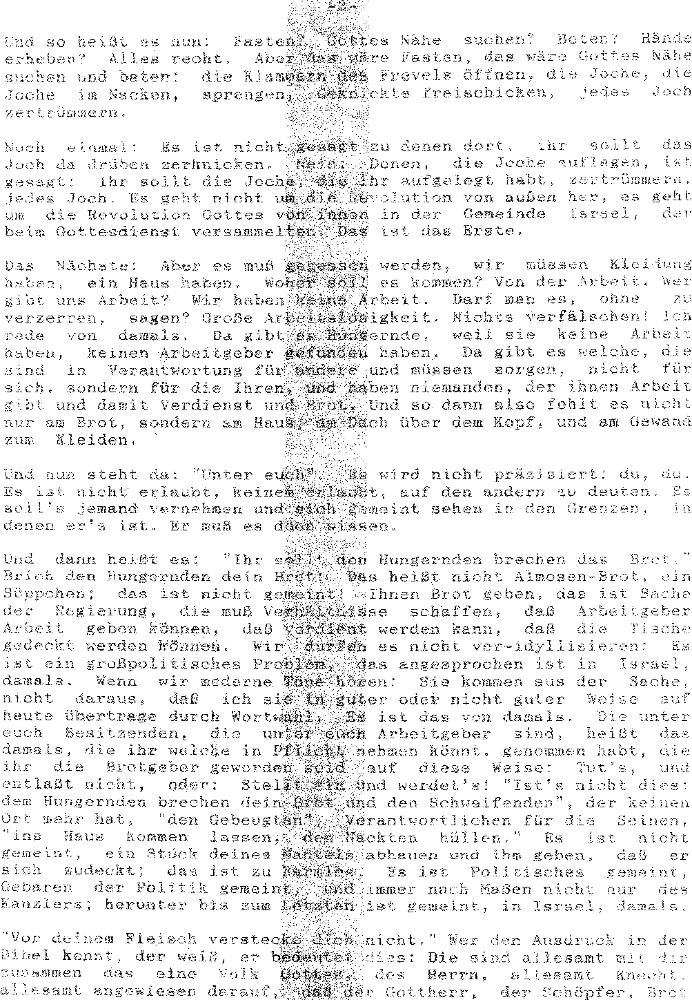 -2-
Und so heißt es nun: Fasten? Gottes Nähe suchen? Beten? Hände
erheben? Alles recht. Aber das wäre Fasten, das wäre Gottes Nähe
suchen und beten: die Klammern des Frevels öffnen, die Joche, die
Joche im Nacken, sprengen, Geknickte freischicken, jedes Joch
zertrümmern.
Noch einmal: Es ist nicht gesagt zu denen dort, ihr sollt das
Joch da drüben zerknicken. Nein: Denen, die Joche auflegen, ist
gesagt: ihr sollt die Joche, die ihr aufgelegt habt, zertrümmern,
jedes Joch. Es geht nicht um die Revolution von außen her, es geht
um die Revolution Gottes von innen in der Gemeinde Israel, der
beim Gottesdienst versammelten. Das ist das Erste.
Das Nächste: Aber es muß gegessen werden, wir müssen Kleidung
haben, ein Haus haben. Woher soll es kommen? Von der Arbeit. Wer
gibt uns Arbeit? Wir haben keine Arbeit. Darf man es, ohne zu
verzerren, sagen? Große Arbeitslosigkeit. Nichts verfälschen! Ich
rede von damals. Da gibt es Hungernde, weil sie keine Arbeit
haben, keinen Arbeitgeber gefunden haben. Da gibt es welche, die
sind in Verantwortung für andere und müssen sorgen, nicht für
sich, sondern für die Ihren, und haben niemanden, der ihnen Arbeit
gibt und damit Verdienst und Brot. Und so dann also fehlt es nicht
nur am Brot, sondern am Haus, am Dach über dem Kopf, und am Gewand
zum Kleiden.
Und nun steht da: "Unter euch". Es wird nicht präzisiert: du, du.
Es ist nicht erlaubt, keinem erlaubt, auf den andern zu deuten. Es
soll's jemand vernehmen und sich gemeint sehen in den Grenzen, in
denen er's ist. Er muß es doch wissen.
Und dann heißt es: "Ihr sollt den Hungernden brechen das Brot."
Brich den Hungernden dein Brot! Das heißt nicht Almosen-Brot, ein
Süppchen; das ist nicht gemeint! Ihnen Brot geben, das ist Sache
der Regierung, die muß Verhältnisse schaffen, daß Arbeitgeber
Arbeit geben können, daß verdient werden kann, daß die Tische
gedeckt werden können. Wir dürfen es nicht ver-idyllisieren: Es
ist ein großpolitisches Problem, das angesprochen ist in Israel,
damals. Wenn wir moderne Töne hören: Sie kommen aus der Sache,
nicht daraus, daß ich sie in guter oder nicht guter Weise auf
heute übertrage durch Wortwahl. Es ist das von damals. Die unter
euch Besitzenden, die unter euch Arbeitgeber sind, heißt das
damals, die ihr welche in Pflicht nehmen könnt, genommen habt, die
ihr die Brotgeber geworden seid auf diese Weise: Tut's, und
entlaßt nicht, oder: Stellt ein und werdet's! "Ist's nicht dies:
dem Hungernden brechen dein Brot und den Schweifenden", der keinen
Ort mehr hat, "den Gebeugten", Verantwortlichen für die Seinen,
"ins Haus kommen lassen, den Nackten hüllen." Es ist nicht
gemeint, ein Stück deines Mantels abhauen und ihm geben, daß er
sich zudeckt; das ist zu harmlos. Es ist Politisches gemeint,
Gebaren der Politik gemeint, und immer nach Maßen nicht nur des
Kanzlers; herunter bis zum Letzten ist gemeint, in Israel, damals.
"Vor deinem Fleisch verstecke dich nicht." Wer den Ausdruck in der
Bibel kennt, der weiß, er bedeutet dies: Die sind allesamt mit dir
zusammen das eine Volk Gottes, des Herrn, allesamt Knecht,
allesamt angewiesen darauf, daß der Gottherr, der Schöpfer, Brot